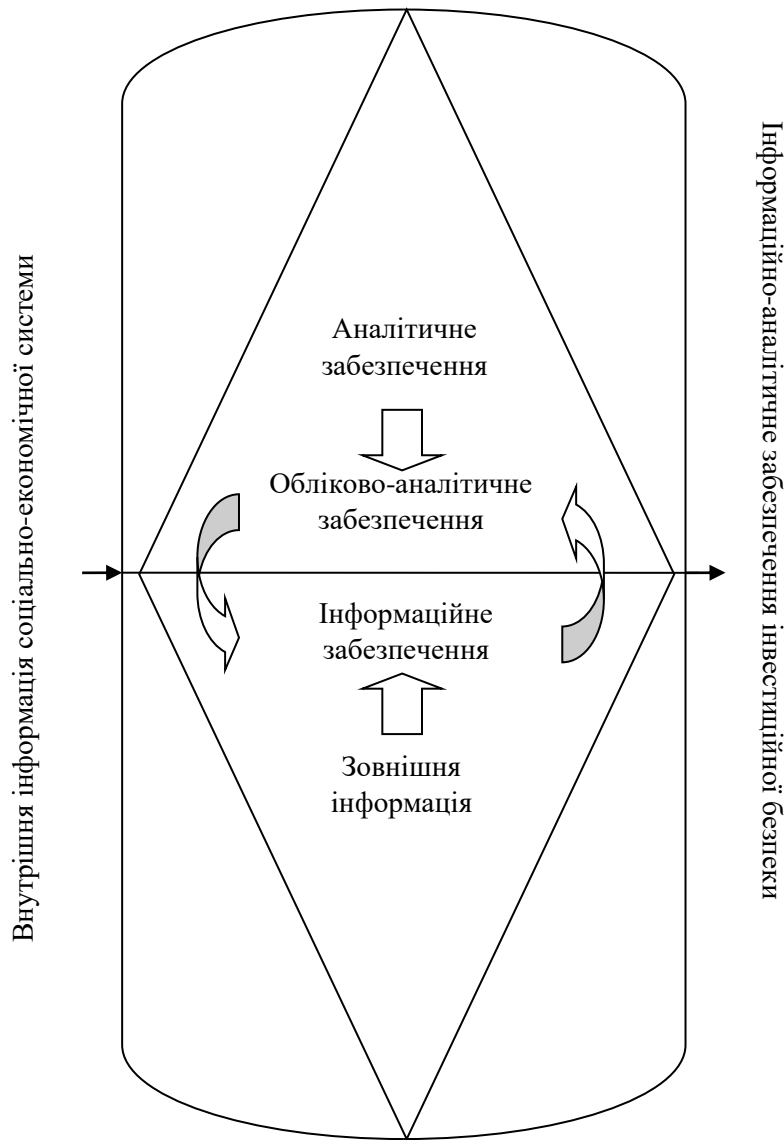 Внутрішня інформація соціально-економічної системи
Аналітичне
забезпечення
Обліково-аналітичне
забезпечення
Інформаційне
забезпечення
Зовнішня
інформація
Інформаційно-аналітичне забезпечення інвестиційної безпеки